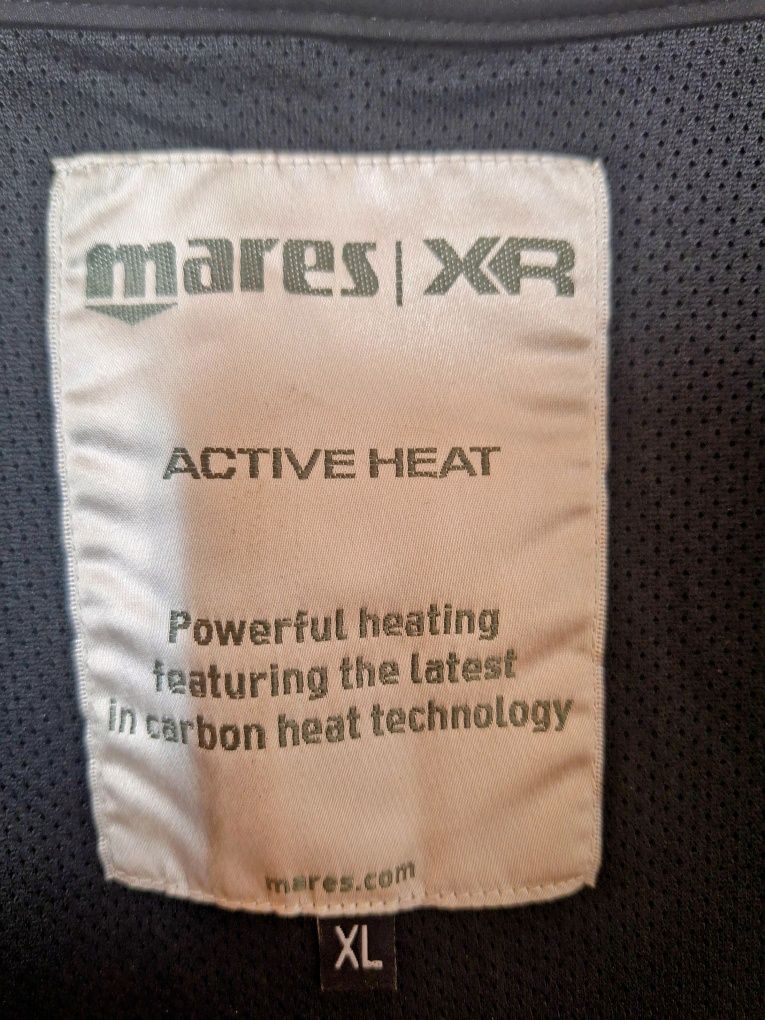 mares | XR
ACTIVE HEAT
Powerful heating
featuring the latest
in carbon heat technology
mares.com
XL